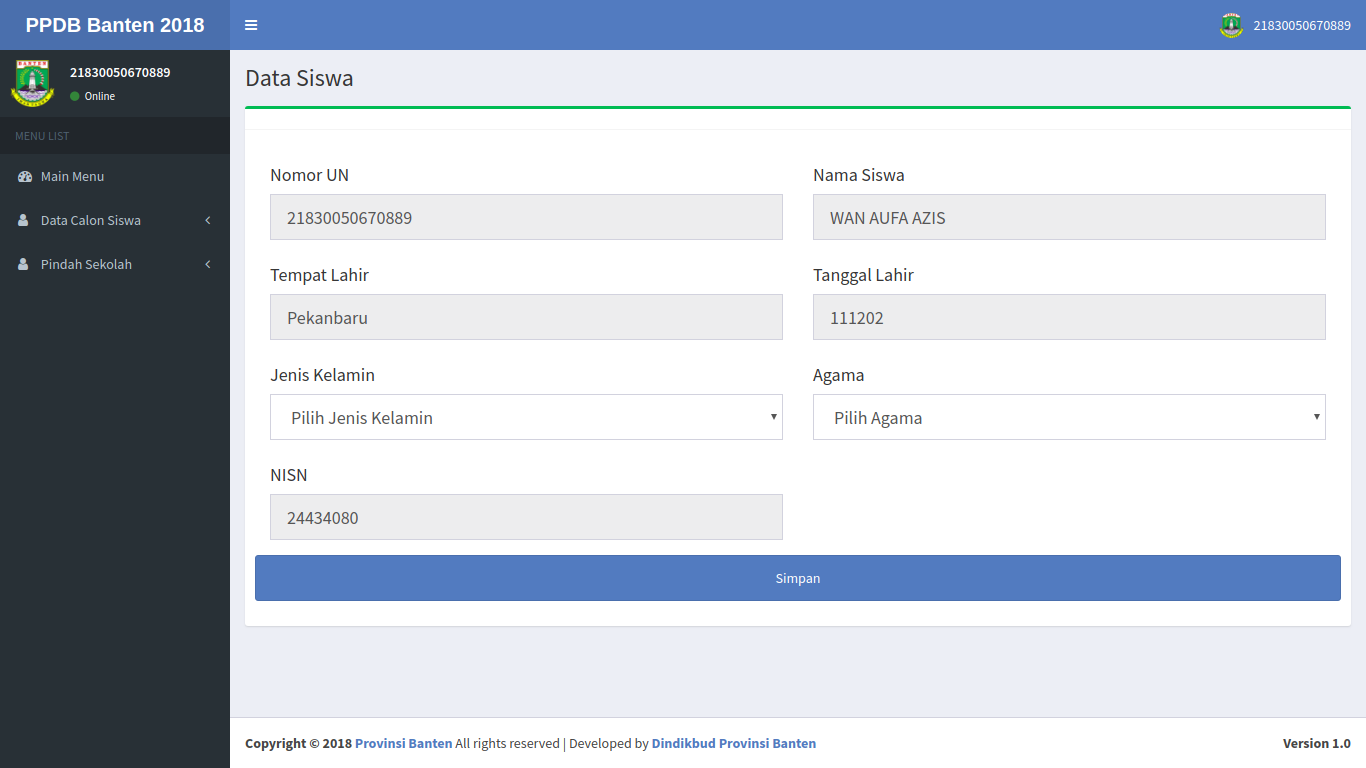 PPDB Banten 2018
21830050670889
BANTEN
21830050670889
Online
MENU LIST
Main Menu
Data Calon Siswa
Pindah Sekolah
Data Siswa
Nomor UN
Nama Siswa
21830050670889
WAN AUFA AZIS
Tempat Lahir
Tanggal Lahir
Pekanbaru
111202
Jenis Kelamin
Agama
Pilih Jenis Kelamin
Pilih Agama
NISN
24434080
Simpan
Copyright © 2018 Provinsi Banten All rights reserved | Developed by Dindikbud Provinsi Banten
Version 1.0